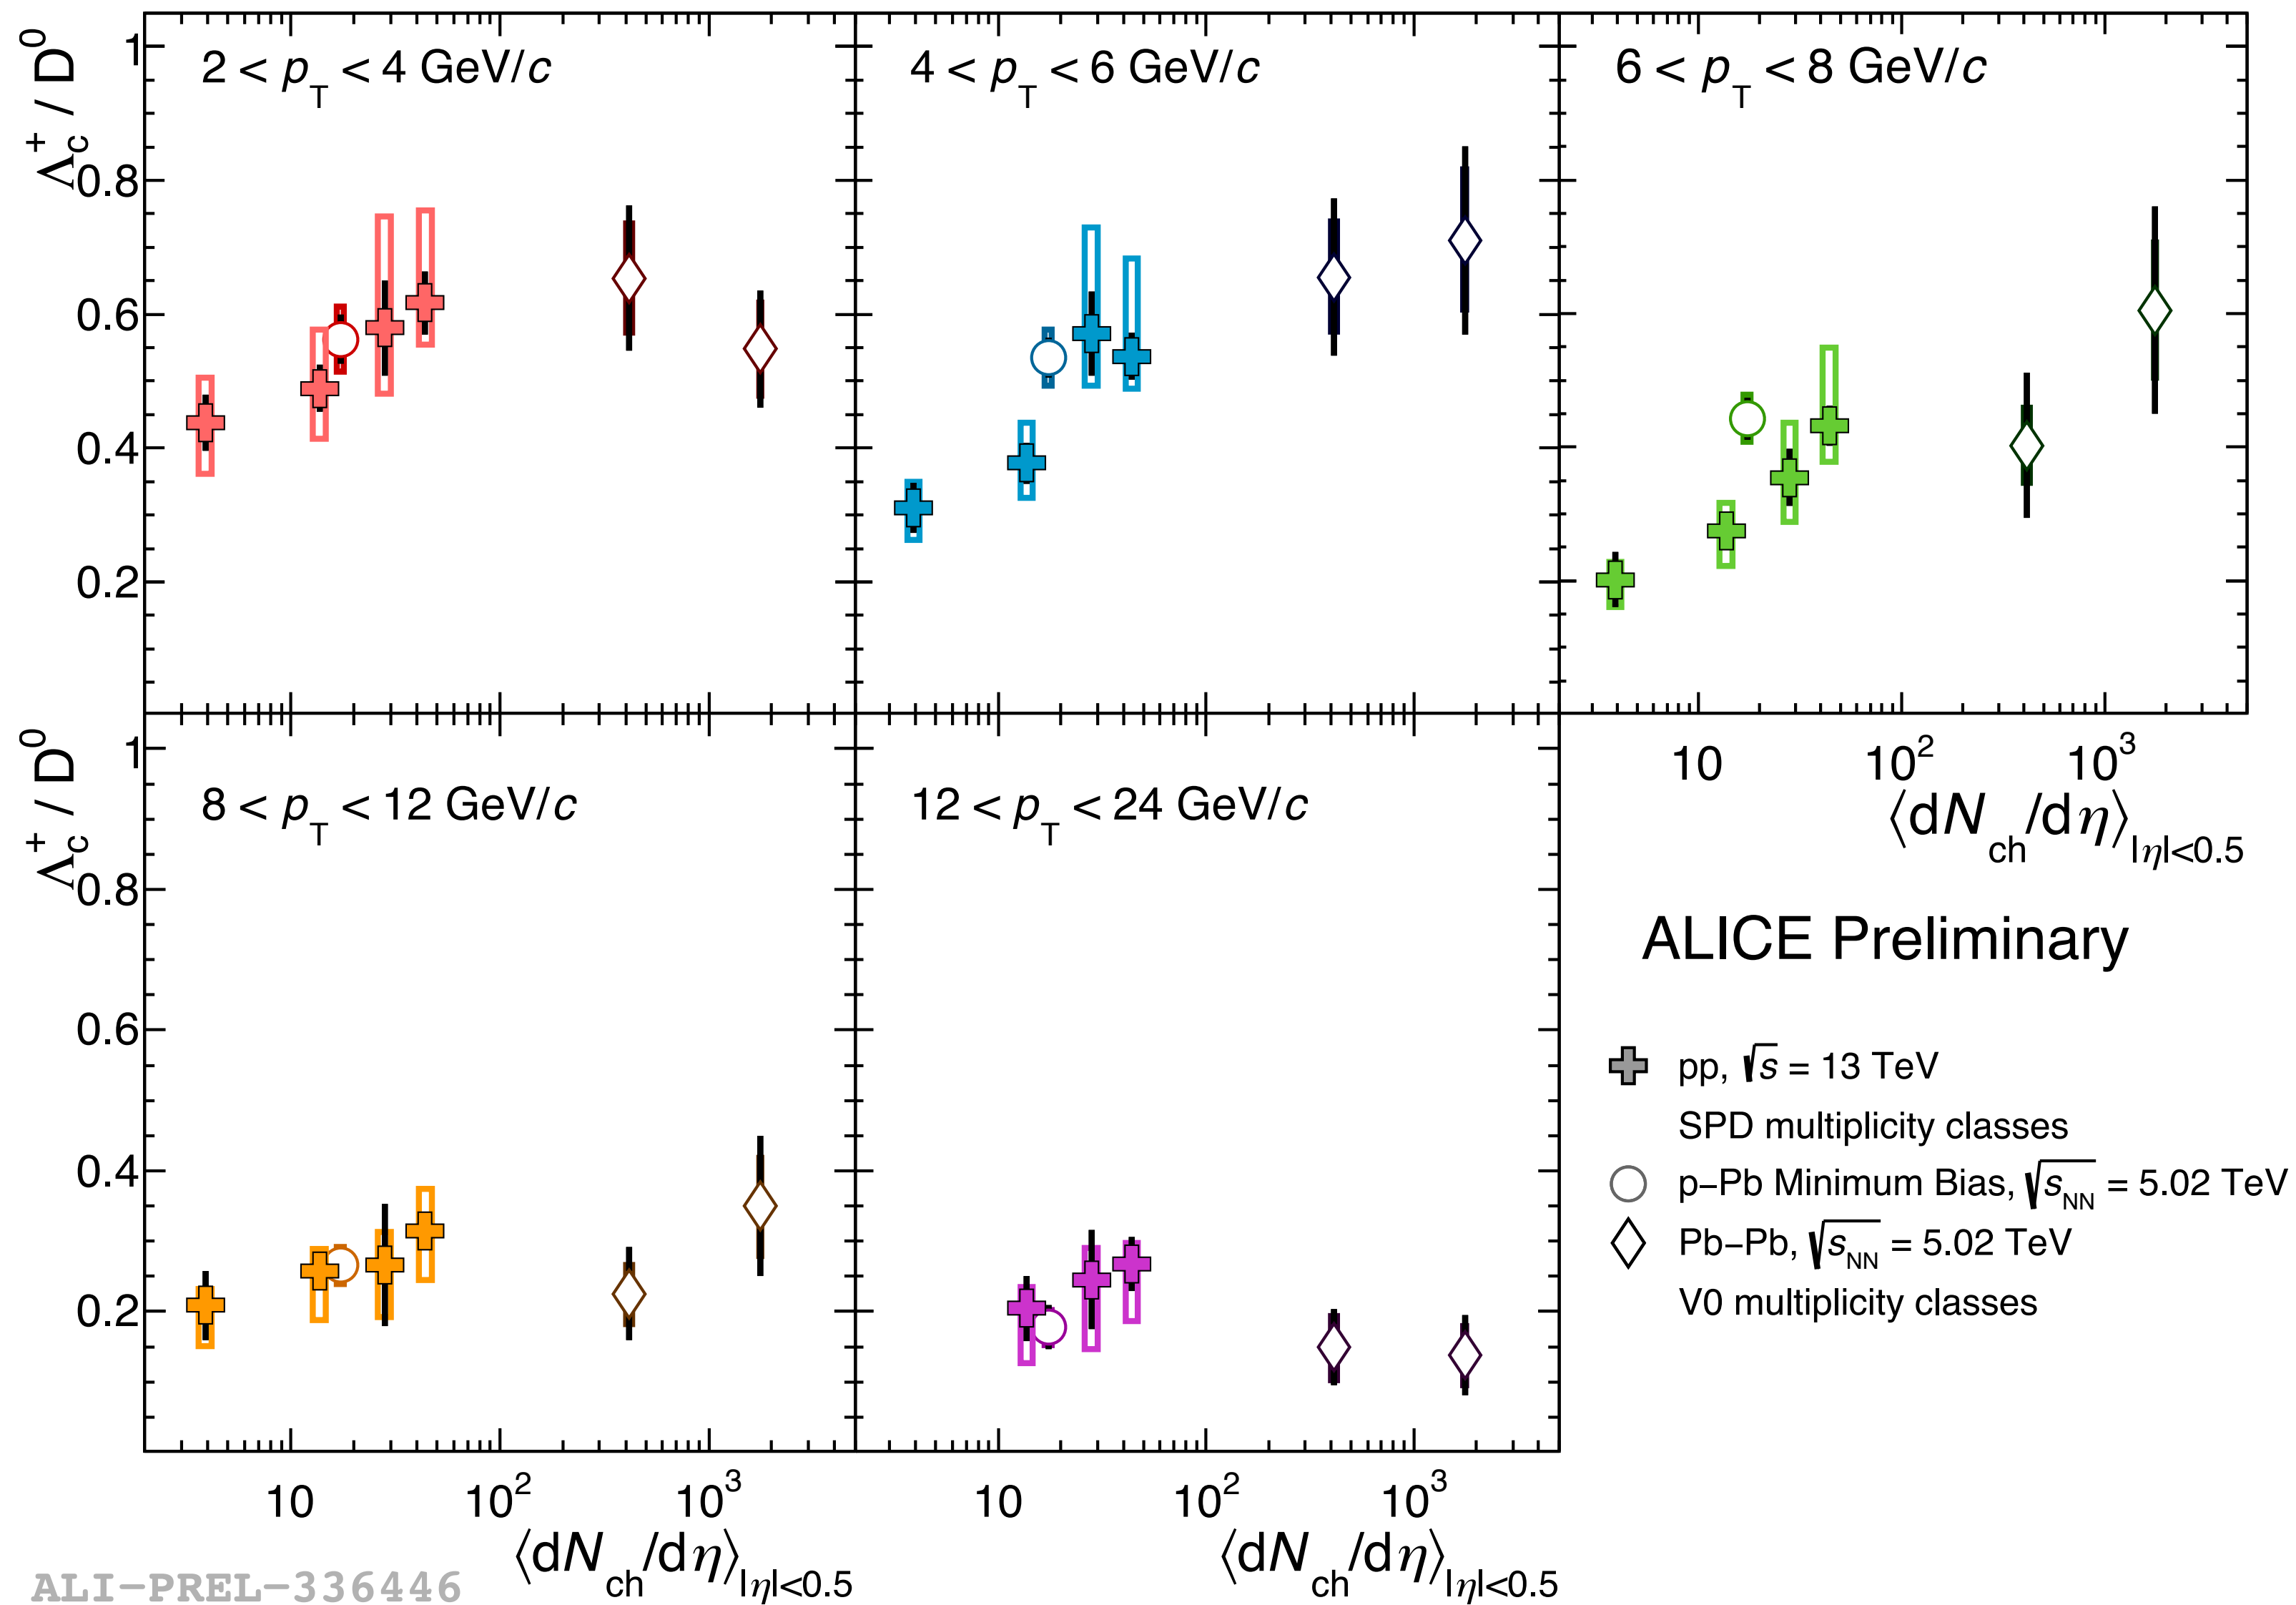 Λc+ / D0
2 < pT < 4 GeV/c
4 < pT < 6 GeV/c
6 < pT < 8 GeV/c
1
0.8
0.6
0.4
0.2
10
10²
10³
⟨dNch/dη⟩|η|<0.5
Λc+ / D0
8 < pT < 12 GeV/c
12 < pT < 24 GeV/c
1
0.8
0.6
0.4
0.2
10
10²
10³
⟨dNch/dη⟩|η|<0.5
10
10²
10³
⟨dNch/dη⟩|η|<0.5
ALICE Preliminary
pp, √s = 13 TeV
SPD multiplicity classes
p–Pb Minimum Bias, √sNN = 5.02 TeV
Pb–Pb, √sNN = 5.02 TeV
V0 multiplicity classes
ALI-PREL-336446